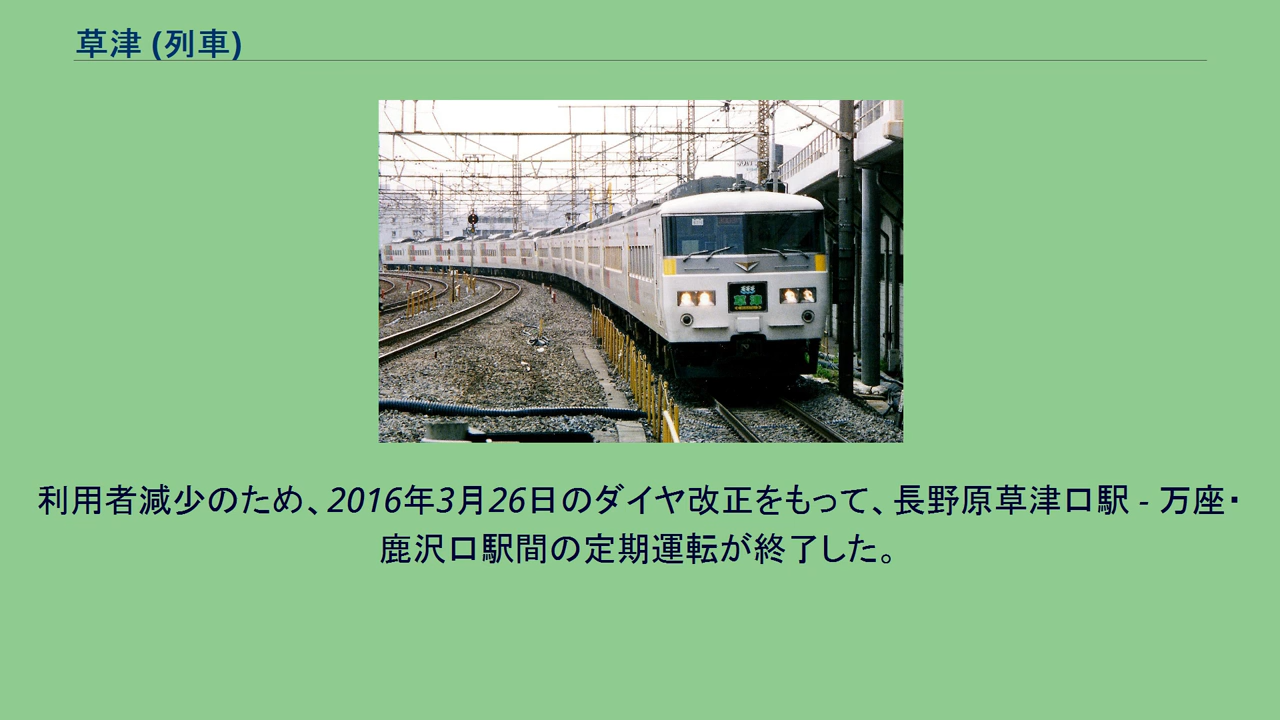 草津 (列車)
草津
利用者減少のため、2016年3月26日のダイヤ改正をもって、長野原草津口駅 - 万座・
鹿沢口駅間の定期運転が終了した。